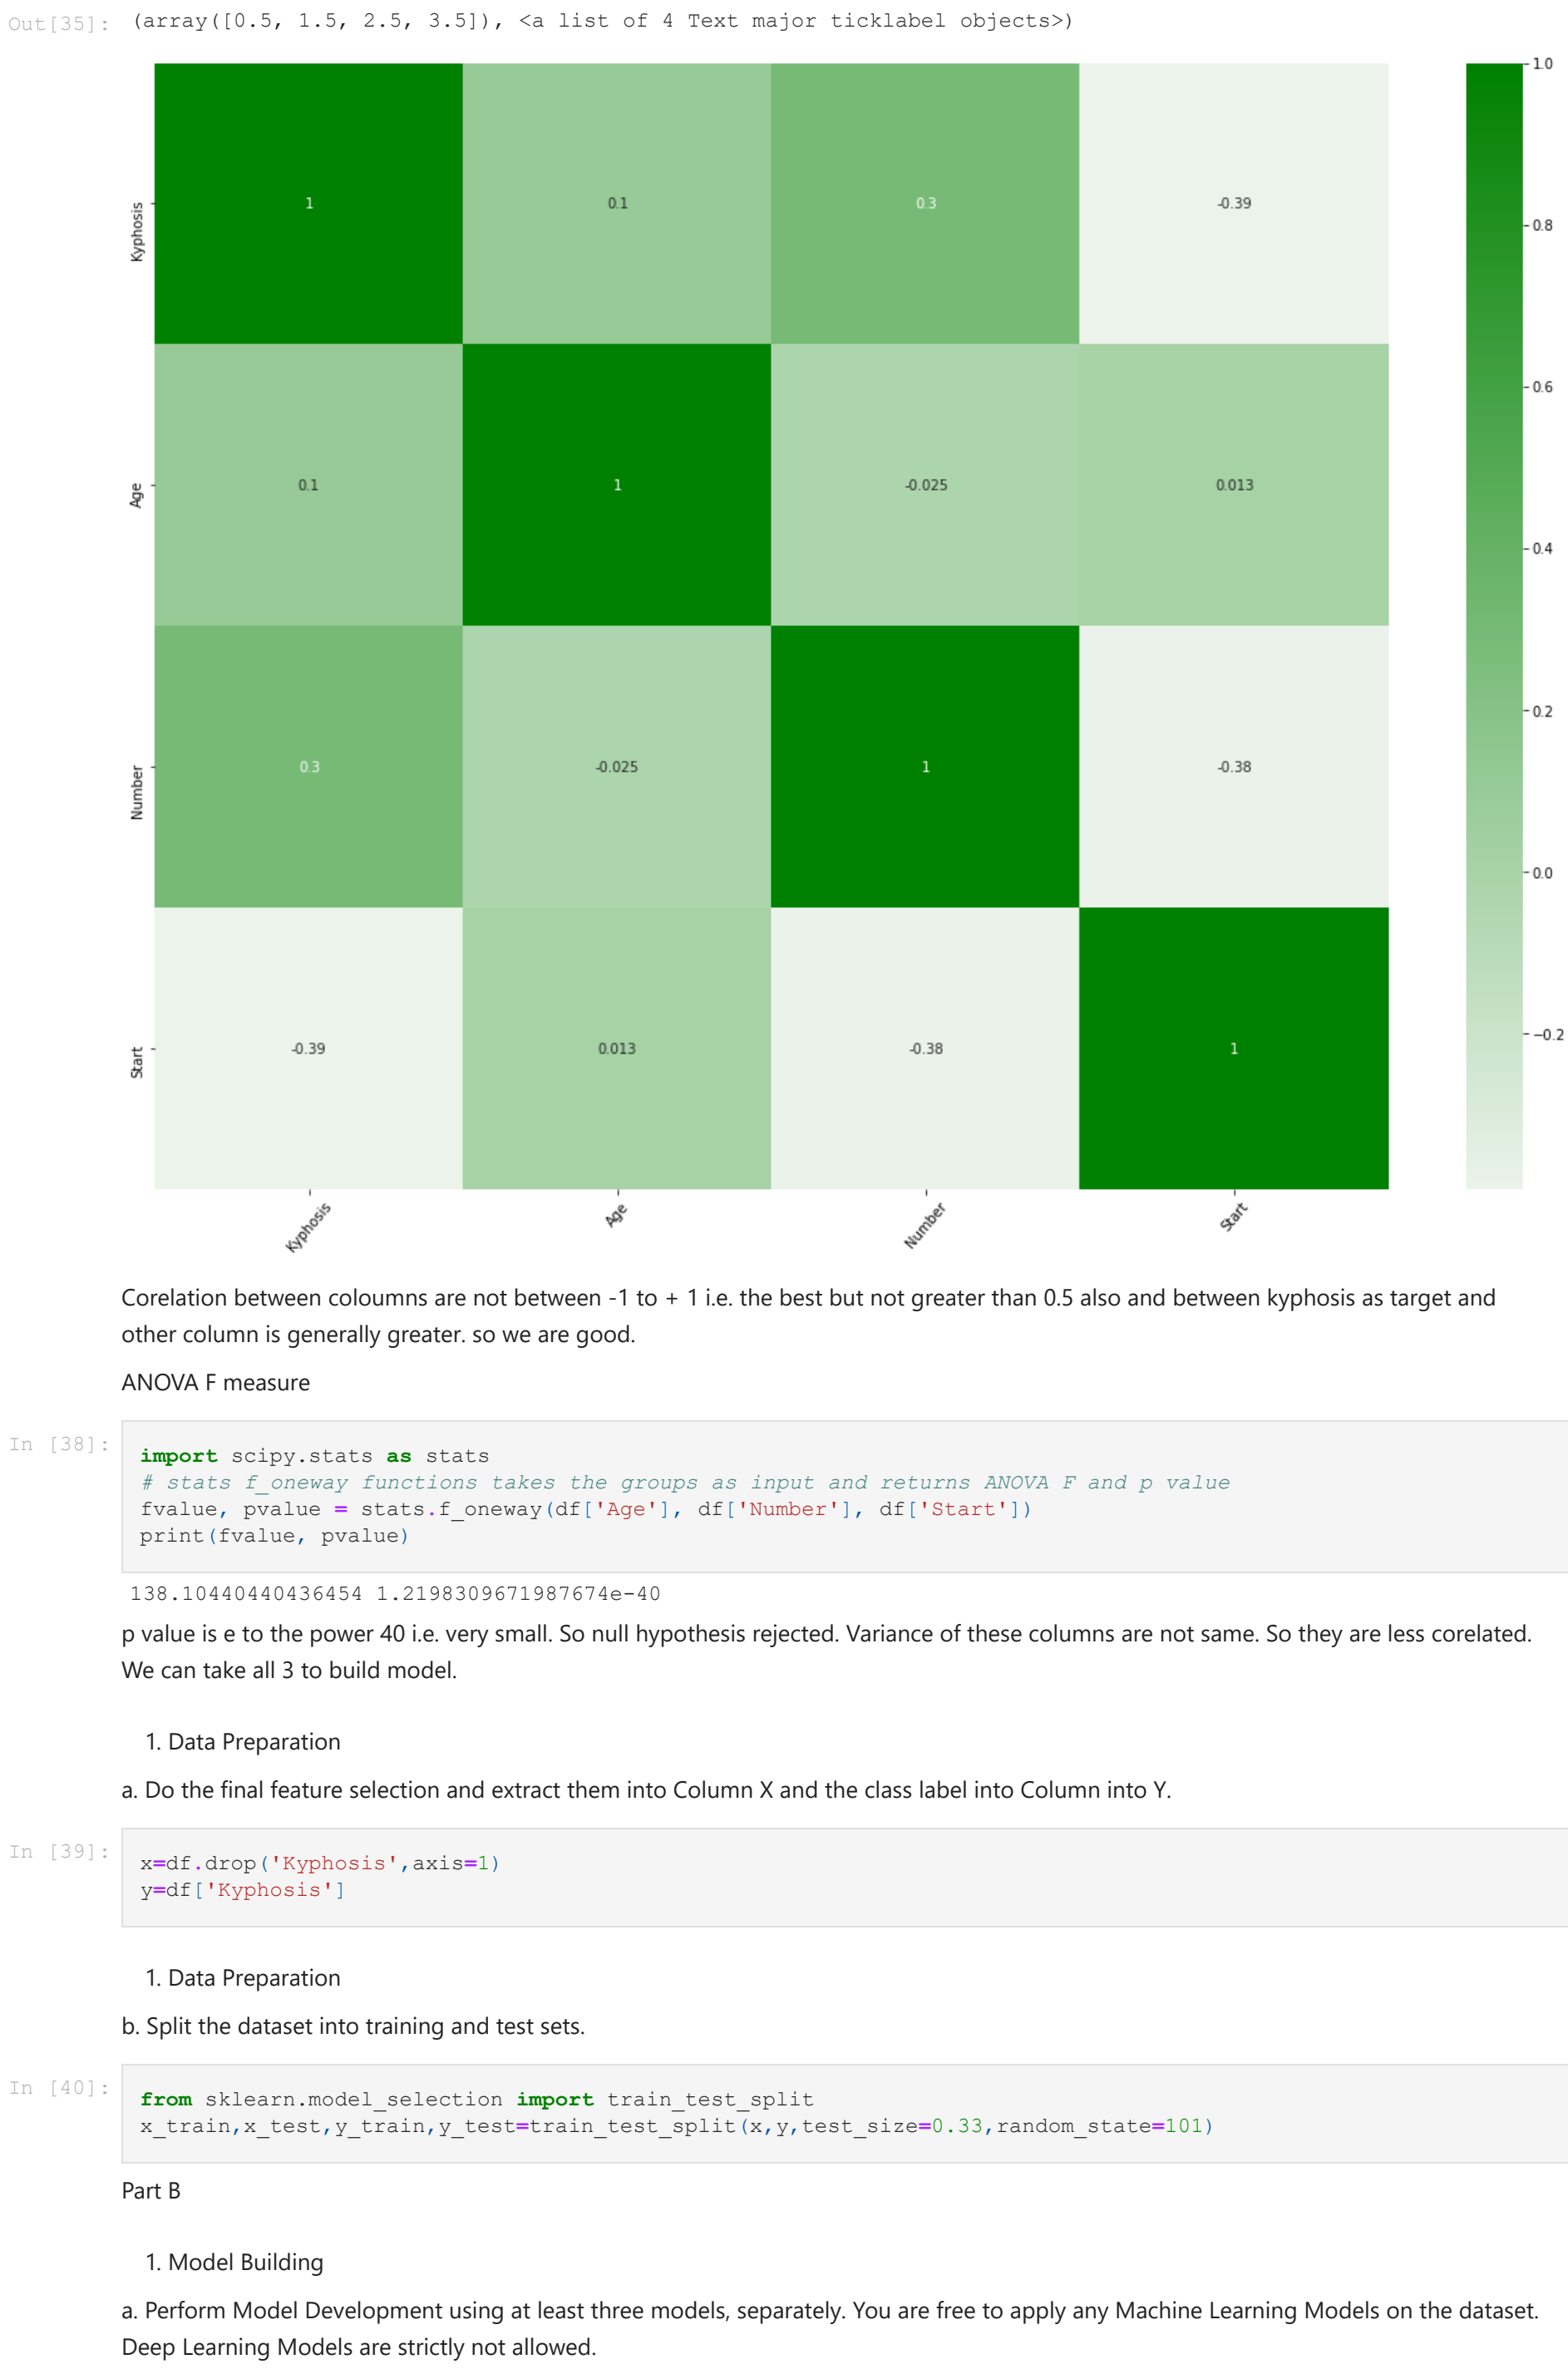 Out[35]: (array([0.5, 1.5, 2.5, 3.5]), <a list of 4 Text major ticklabel objects>)
1.0
Kyphosis
1 0.1 0.3 -0.39
0.8
0.6
Age
0.1 1 -0.025 0.013
0.4
0.2
Number
0.3 -0.025 1 -0.38
0.0
-0.2
Start
-0.39 0.013 -0.38 1
Kyphosis Age Number Start
Corelation between coloumns are not between -1 to + 1 i.e. the best but not greater than 0.5 also and between kyphosis as target and
other column is generally greater. so we are good.
ANOVA F measure
In [38]: import scipy.stats as stats
# stats f_oneway functions takes the groups as input and returns ANOVA F and p value
fvalue, pvalue = stats.f_oneway(df['Age'], df['Number'], df['Start'])
print(fvalue, pvalue)
138.10440440436454 1.2198309671987674e-40
p value is e to the power 40 i.e. very small. So null hypothesis rejected. Variance of these columns are not same. So they are less corelated.
We can take all 3 to build model.
1. Data Preparation
a. Do the final feature selection and extract them into Column X and the class label into Column into Y.
In [39]: x=df.drop('Kyphosis',axis=1)
y=df['Kyphosis']
1. Data Preparation
b. Split the dataset into training and test sets.
In [40]: from sklearn.model_selection import train_test_split
x_train,x_test,y_train,y_test=train_test_split(x,y,test_size=0.33,random_state=101)
Part B
1. Model Building
a. Perform Model Development using at least three models, separately. You are free to apply any Machine Learning Models on the dataset.
Deep Learning Models are strictly not allowed.